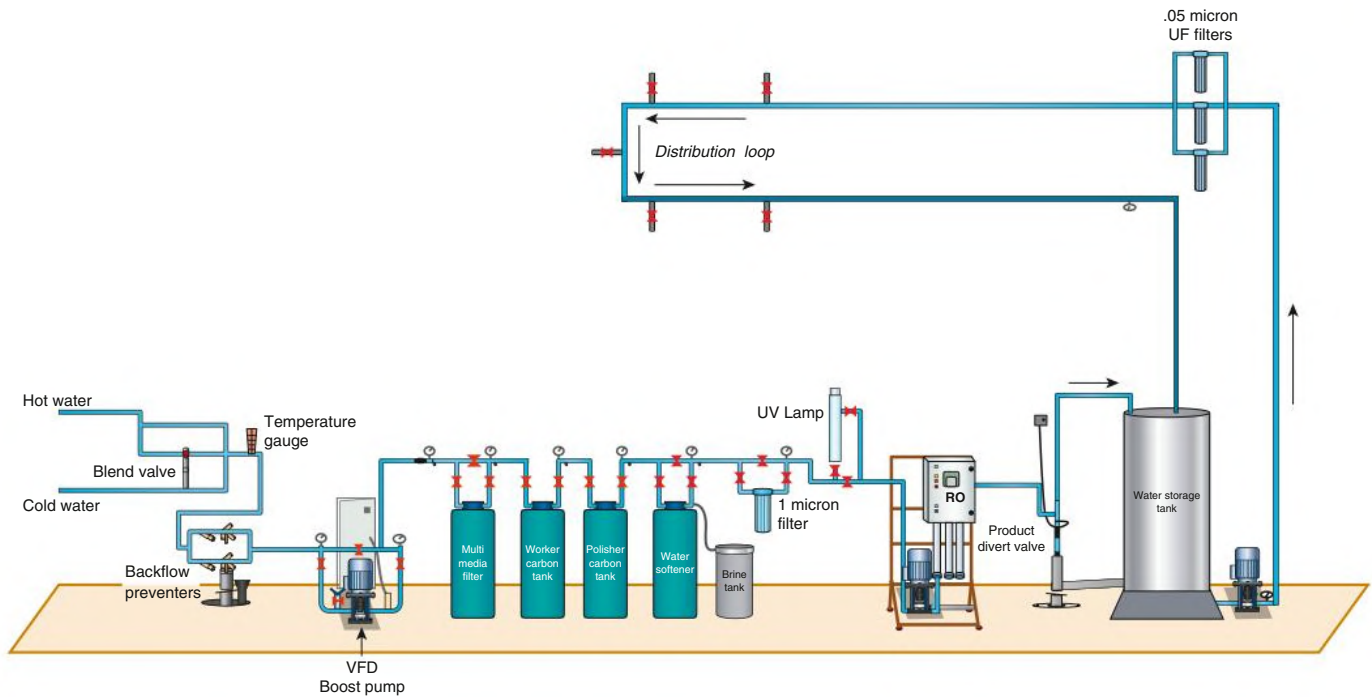 .05 micron
UF filters
Distribution loop
Hot water
Temperature
gauge
Blend valve
Cold water
Backflow
preventers
VFD
Boost pump
Multi
media
filter
Worker
carbon
tank
Polisher
carbon
tank
Water
softener
Brine
tank
1 micron
filter
UV Lamp
RO
Product
divert valve
Water storage
tank